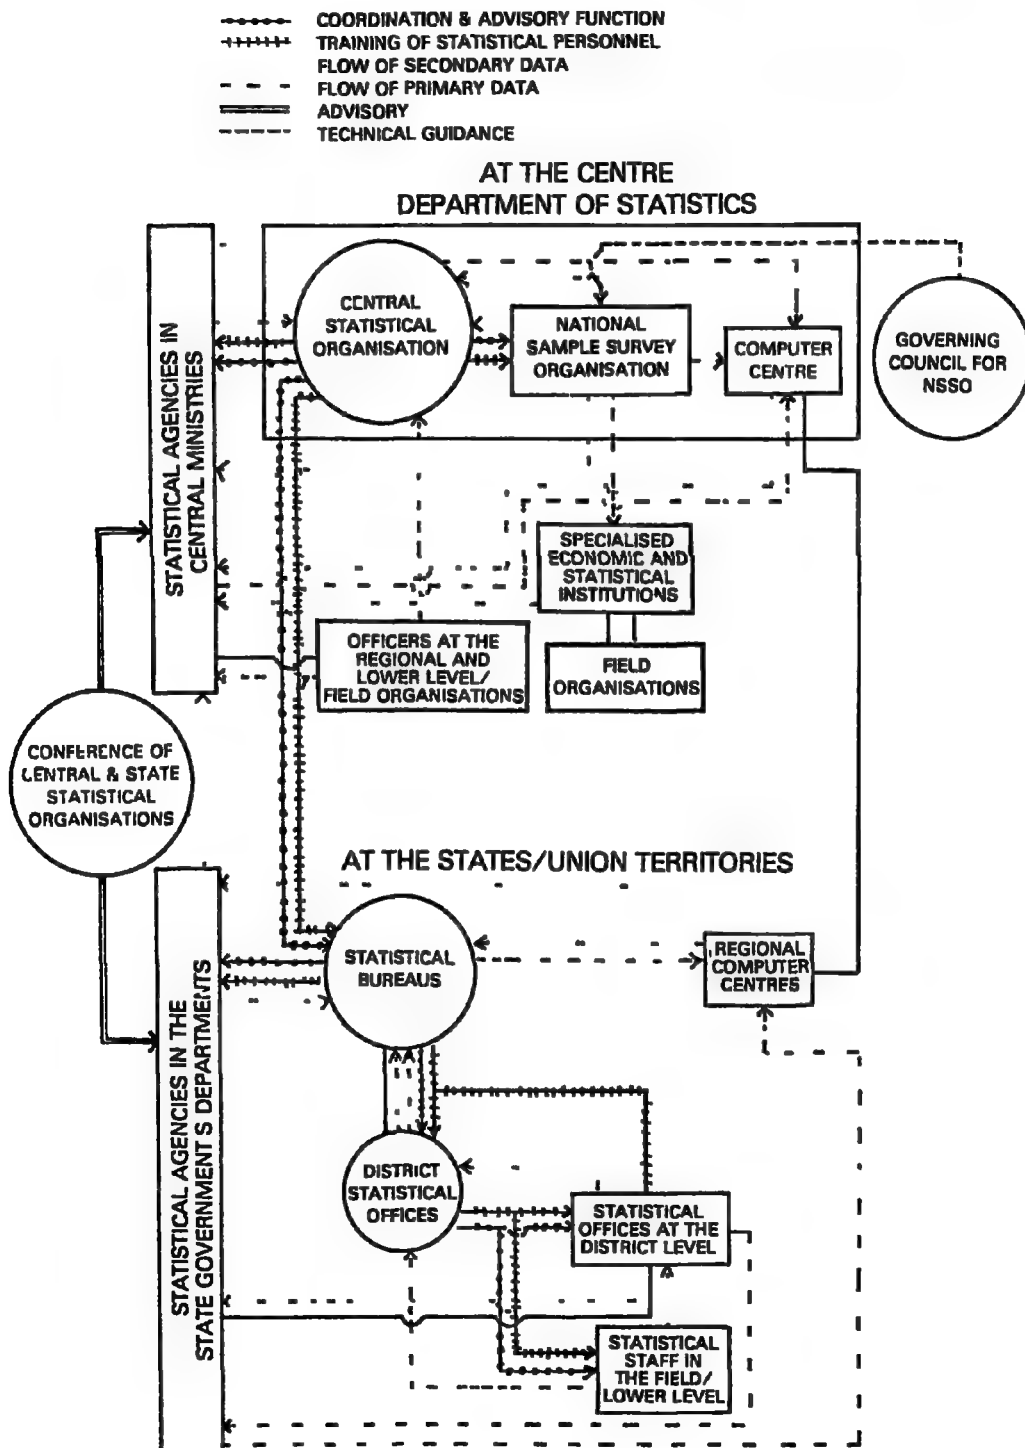 COORDINATION & ADVISORY FUNCTION
TRAINING OF STATISTICAL PERSONNEL
FLOW OF SECONDARY DATA
FLOW OF PRIMARY DATA
ADVISORY
TECHNICAL GUIDANCE
AT THE CENTRE
DEPARTMENT OF STATISTICS
STATISTICAL AGENCIES IN
CENTRAL MINISTRIES
CENTRAL
STATISTICAL
ORGANISATION
NATIONAL
SAMPLE SURVEY
ORGANISATION
COMPUTER
CENTRE
GOVERNING
COUNCIL FOR
NSSO
SPECIALISED
ECONOMIC AND
STATISTICAL
INSTITUTIONS
OFFICERS AT THE
REGIONAL AND
LOWER LEVEL/
FIELD ORGANISATIONS
FIELD
ORGANISATIONS
CONFERENCE OF
CENTRAL & STATE
STATISTICAL
ORGANISATIONS
AT THE STATES/UNION TERRITORIES
STATISTICAL AGENCIES IN THE
STATE GOVERNMENT S DEPARTMENTS
STATISTICAL
BUREAUS
REGIONAL
COMPUTER
CENTRES
DISTRICT
STATISTICAL
OFFICES
STATISTICAL
OFFICES AT THE
DISTRICT LEVEL
STATISTICAL
STAFF IN
THE FIELD/
LOWER LEVEL